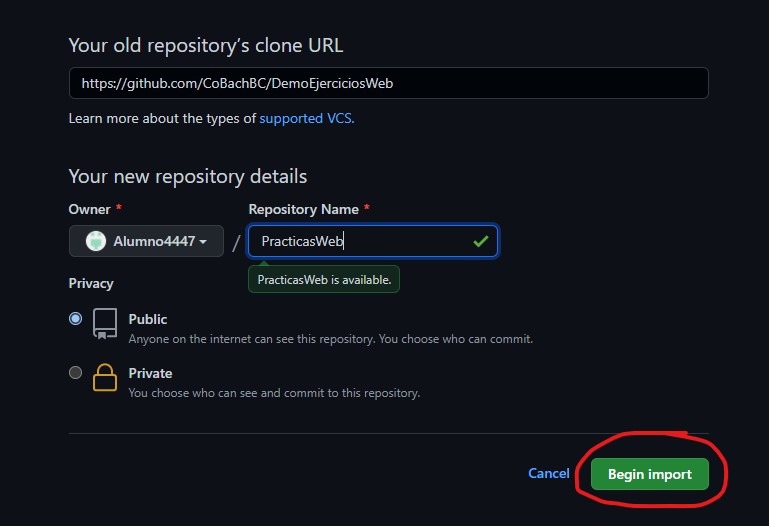 Your old repository's clone URL
https://github.com/CoBachBC/DemoEjerciciosWeb
Learn more about the types of supported VCS.
Your new repository details
Owner *
Repository Name *
Alumno4447
/
PracticasWeb
PracticasWeb is available.
Privacy
Public
Anyone on the internet can see this repository. You choose who can commit.
Private
You choose who can see and commit to this repository.
Cancel
Begin import